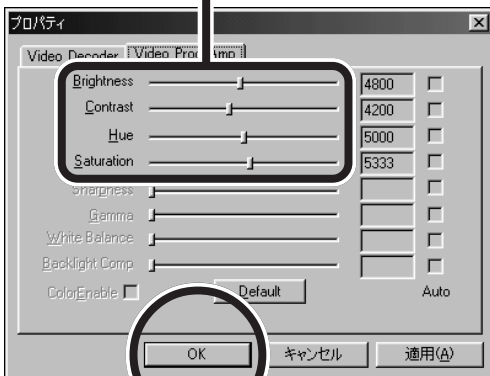 プロパティ
Video Decoder Video Proc Amp
Brightness 4800
Contrast 4200
Hue 5000
Saturation 5333
Sharpness
Gamma
White Balance
Backlight Comp
ColorEnable Default Auto
OK キャンセル 適用(A)